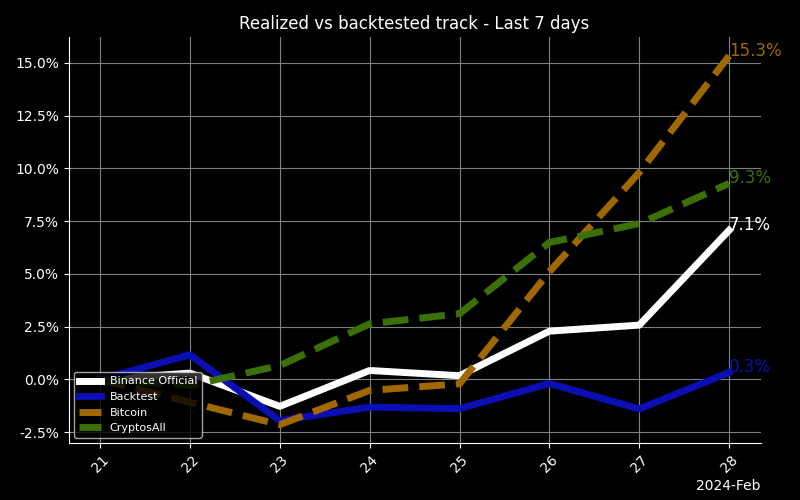 Realized vs backtested track - Last 7 days
15.0%
12.5%
10.0%
7.5%
5.0%
2.5%
0.0%
-2.5%
15.3%
9.3%
7.1%
0.3%
Binance Official
Backtest
Bitcoin
CryptosAll
21 22 23 24 25 26 27 28
2024-Feb